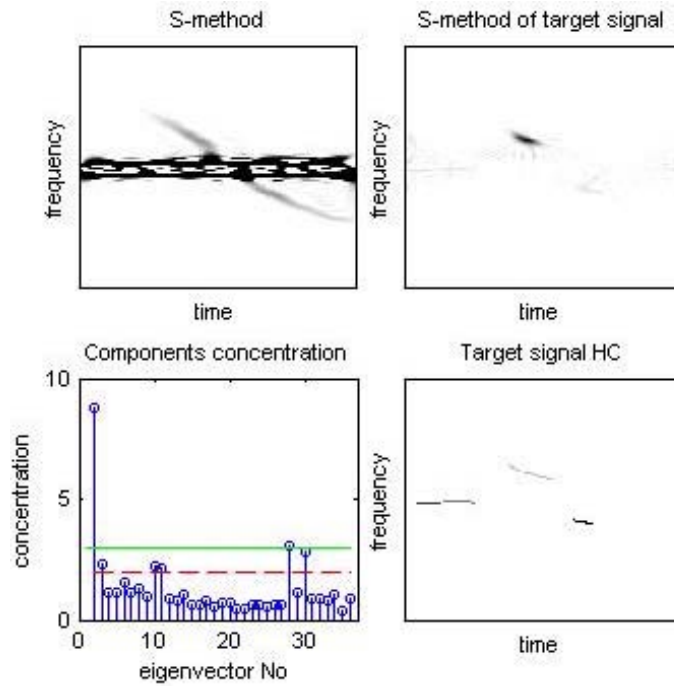 S-method
frequency
time
S-method of target signal
frequency
time
Components concentration
concentration
10
5
0
0 10 20 30
eigenvector No
Target signal HC
frequency
time